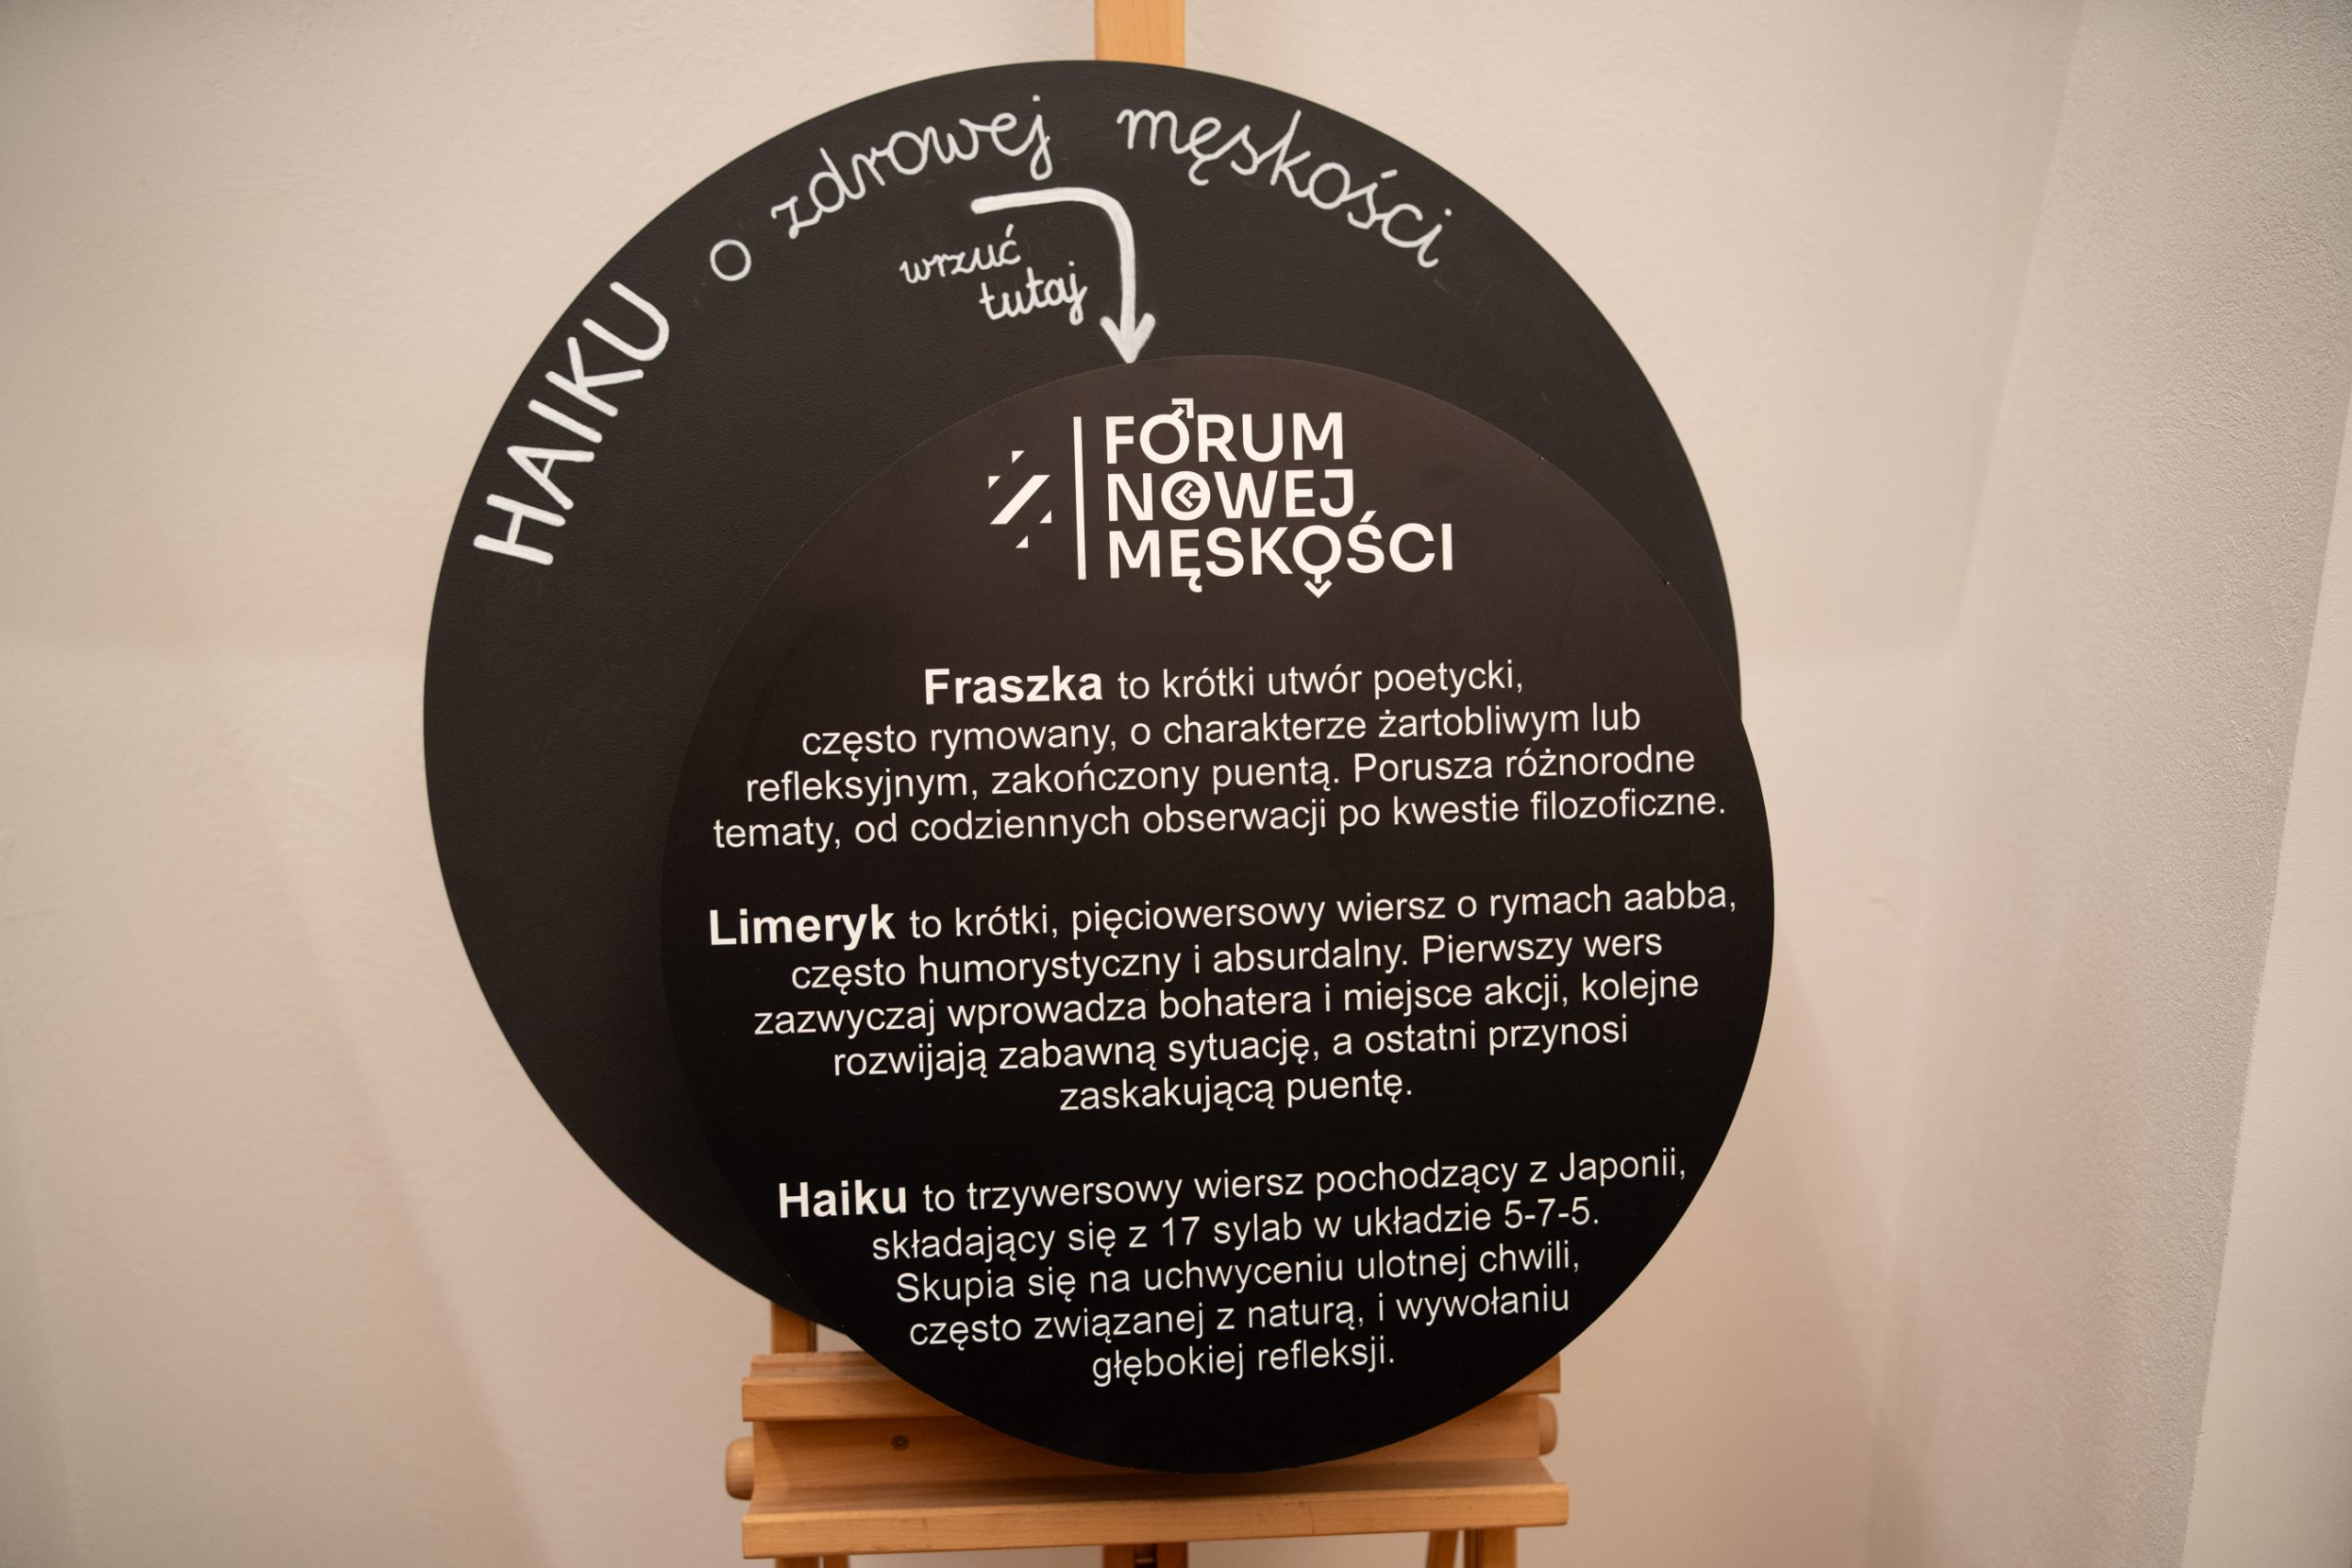 HAIKU o zdrowej męskości
wrzuć
tutaj
FORUM
NOWEJ
MĘSKOŚCI
Fraszka to krótki utwór poetycki,
często rymowany, o charakterze żartobliwym lub
refleksyjnym, zakończony puentą. Porusza różnorodne
tematy, od codziennych obserwacji po kwestie filozoficzne.
Limeryk to krótki, pięciowersowy wiersz o rymach aabba,
często humorystyczny i absurdalny. Pierwszy wers
zazwyczaj wprowadza bohatera i miejsce akcji, kolejne
rozwijają zabawną sytuację, a ostatni przynosi
zaskakującą puentę.
Haiku to trzywersowy wiersz pochodzący z Japonii,
składający się z 17 sylab w układzie 5-7-5.
Skupia się na uchwyceniu ulotnej chwili,
często związanej z naturą, i wywołaniu
głębokiej refleksji.